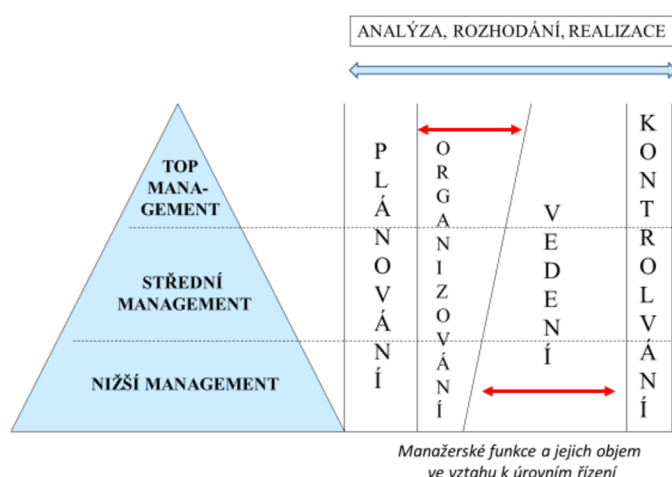 ANALÝZA, ROZHODÁNÍ, REALIZACE
TOP
MANA-
GEMENT
STŘEDNÍ
MANAGEMENT
NIŽŠÍ MANAGEMENT
PLÁNOVÁNÍ
ORGANIZOVÁNÍ
VEDENÍ
KONTROLVÁNÍ
Manažerské funkce a jejich objem
ve vztahu k úrovním řízení